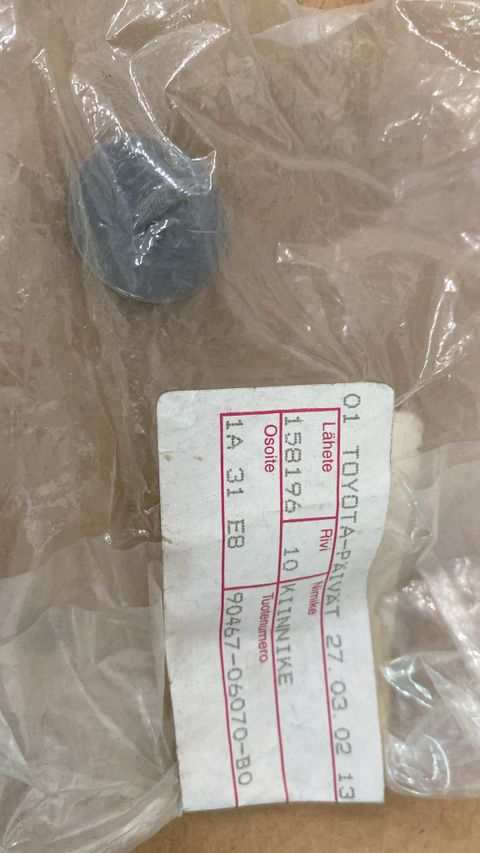 01 TOYOTA-PÄIVÄT 27.03.02 13
Lähete Rivi Nimike
158196 10 KIINNIKE
Osoite Tuotenumero
1A 31 E8 90467-06070-B0